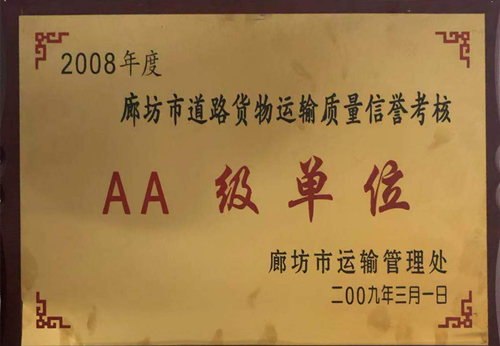 2008年度
廊坊市道路货物运输质量信誉考核
AA 级单位
廊坊市运输管理处
二00九年三月一日